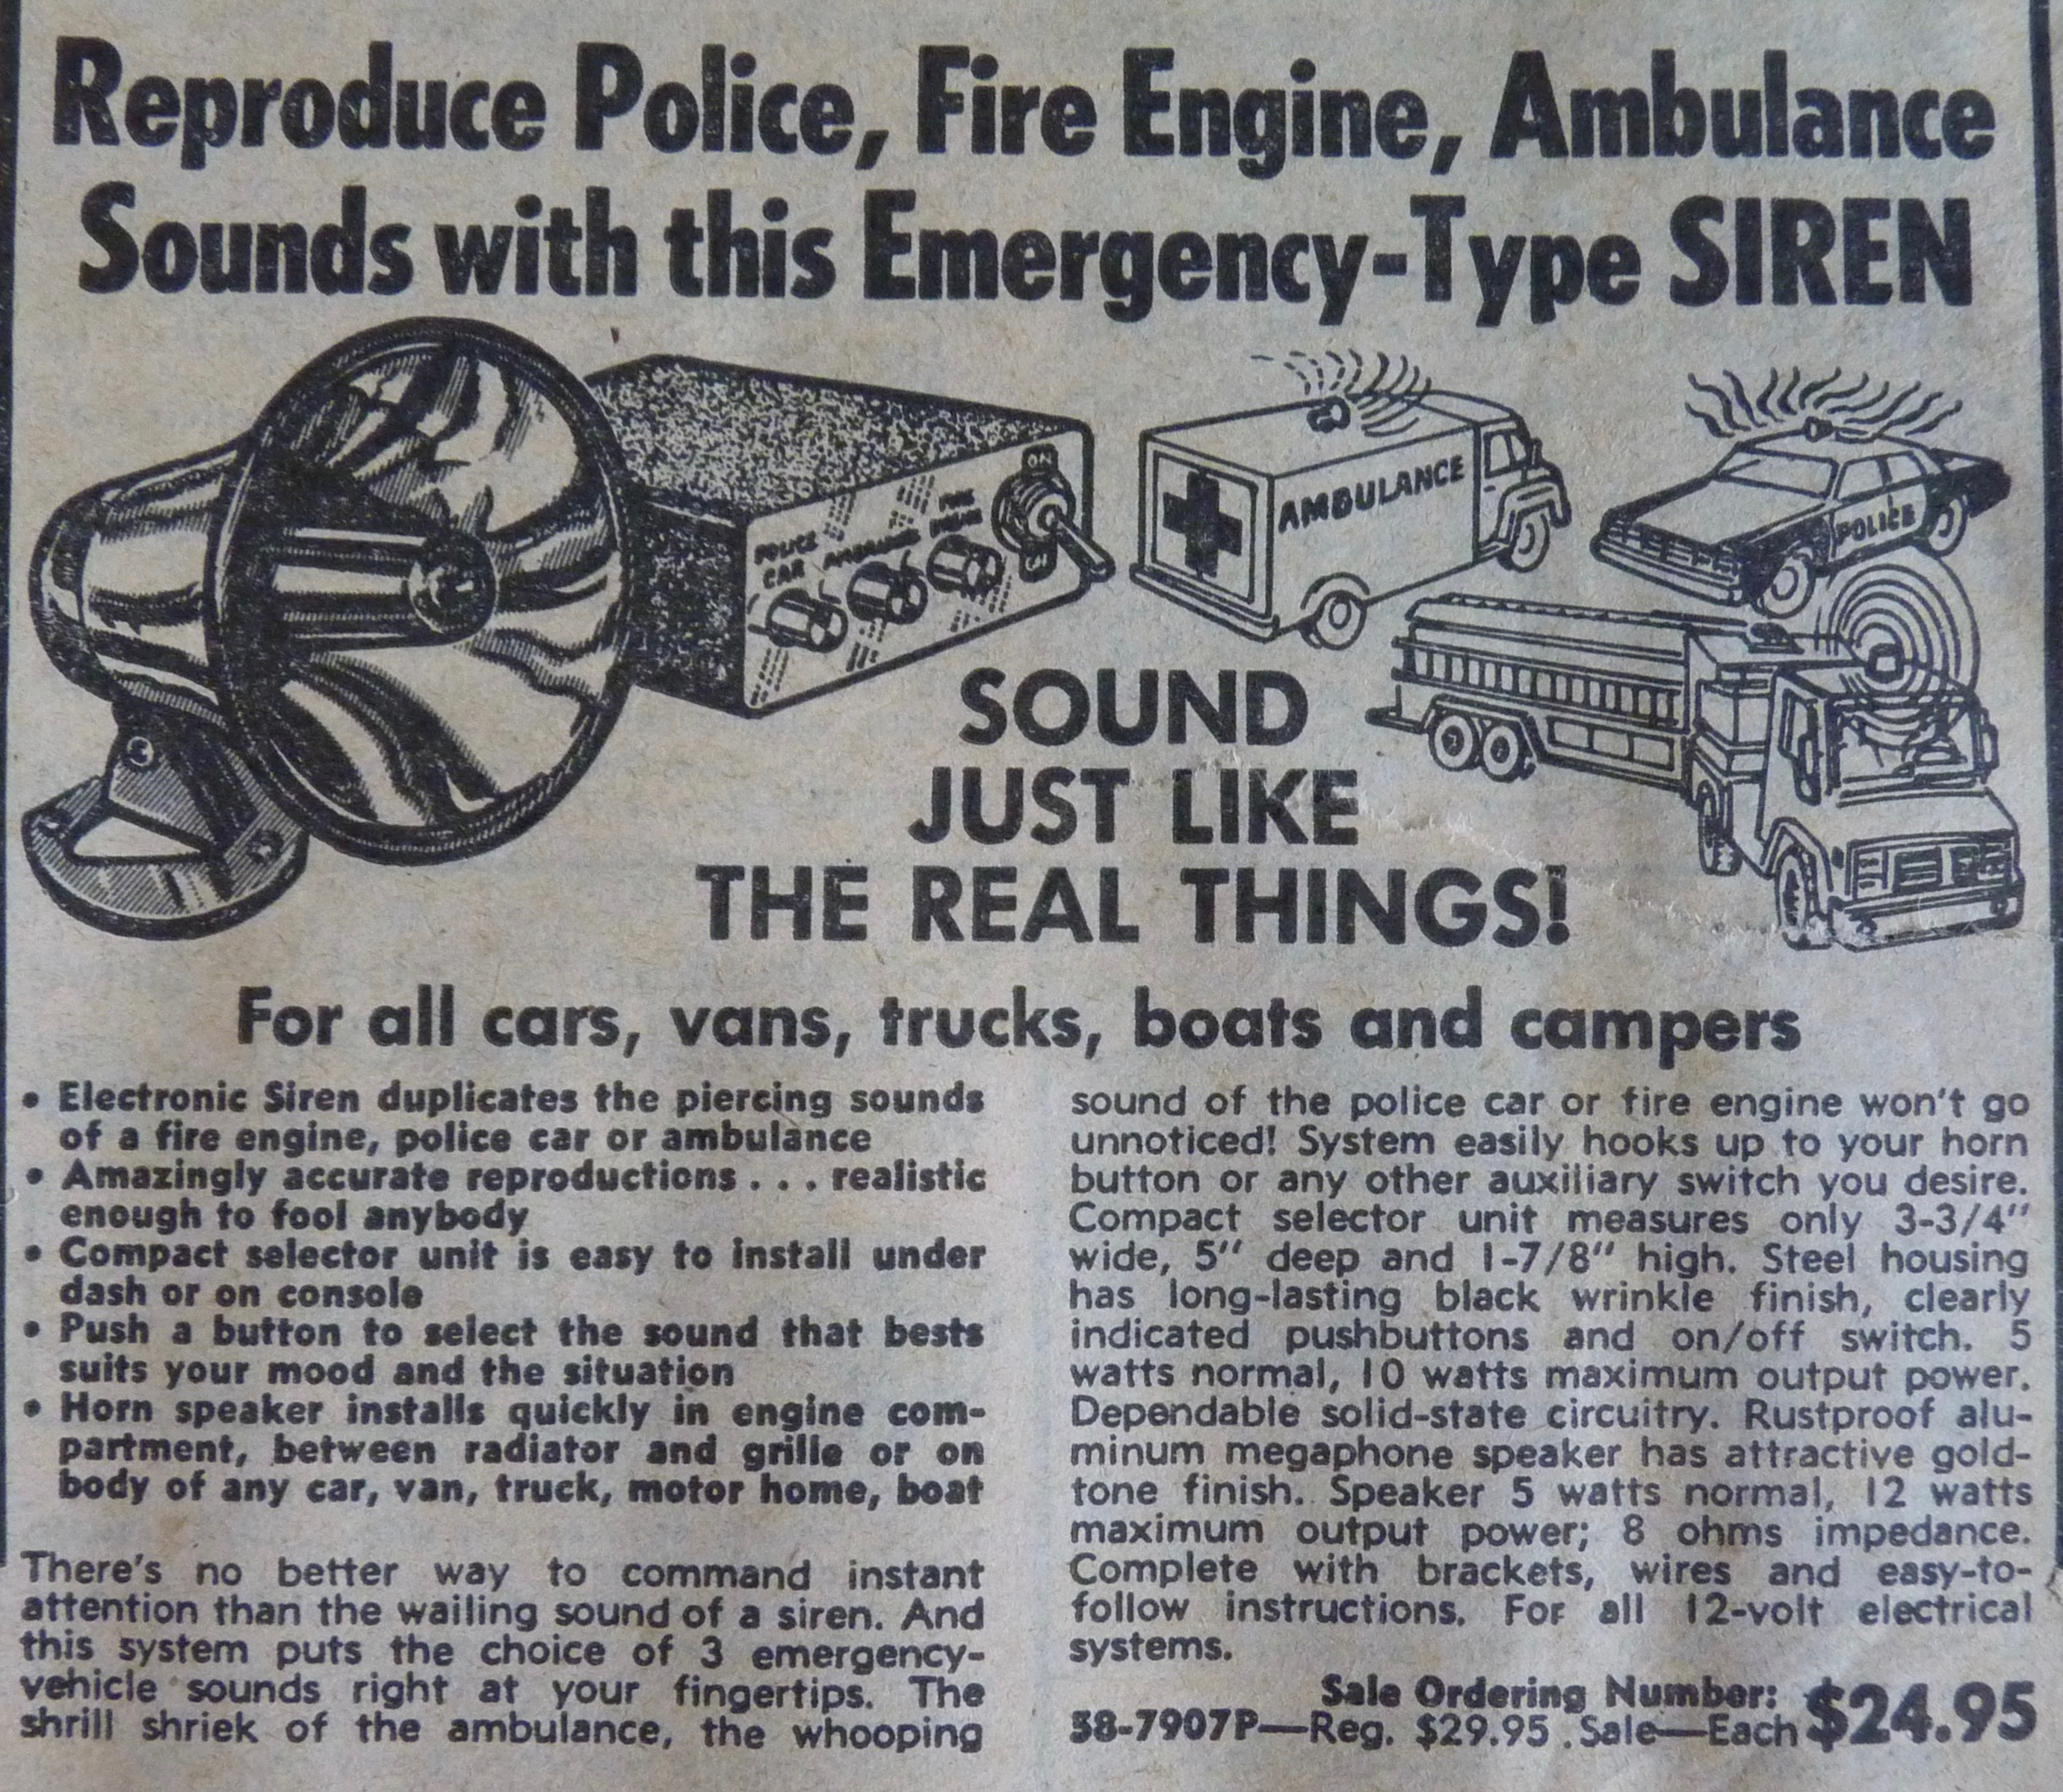 Reproduce Police, Fire Engine, Ambulance
Sounds with this Emergency-Type SIREN
ON
POLICE
CAR
AMBULANCE
FIRE
AMBULANCE
POLICE
SOUND
JUST LIKE
THE REAL THINGS!
For all cars, vans, trucks, boats and campers
• Electronic Siren duplicates the piercing sounds
of a fire engine, police car or ambulance
• Amazingly accurate reproductions . . . realistic
enough to fool anybody
• Compact selector unit is easy to install under
dash or on console
• Push a button to select the sound that bests
suits your mood and the situation
• Horn speaker installs quickly in engine com-
partment, between radiator and grille or on
body of any car, van, truck, motor home, boat
There's no better way to command instant
attention than the wailing sound of a siren. And
this system puts the choice of 3 emergency-
vehicle sounds right at your fingertips. The
shrill shriek of the ambulance, the whooping
sound of the police car or fire engine won't go
unnoticed! System easily hooks up to your horn
button or any other auxiliary switch you desire.
Compact selector unit measures only 3-3/4"
wide, 5" deep and 1-7/8" high. Steel housing
has long-lasting black wrinkle finish, clearly
indicated pushbuttons and on/off switch. 5
watts normal, 10 watts maximum output power.
Dependable solid-state circuitry. Rustproof alu-
minum megaphone speaker has attractive gold-
tone finish. Speaker 5 watts normal, 12 watts
maximum output power; 8 ohms impedance.
Complete with brackets, wires and easy-to-
follow instructions. For all 12-volt electrical
systems.
Sale Ordering Number:
38-7907P—Reg. $29.95 . Sale—Each $24.95